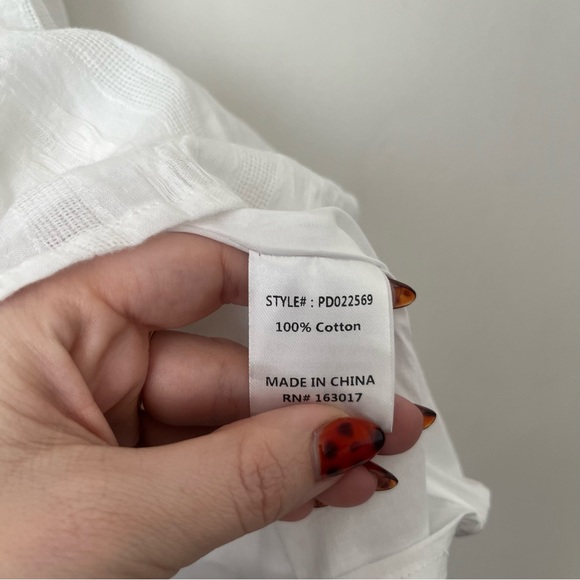 STYLE# : PD022569
100% Cotton
MADE IN CHINA
RN# 163017